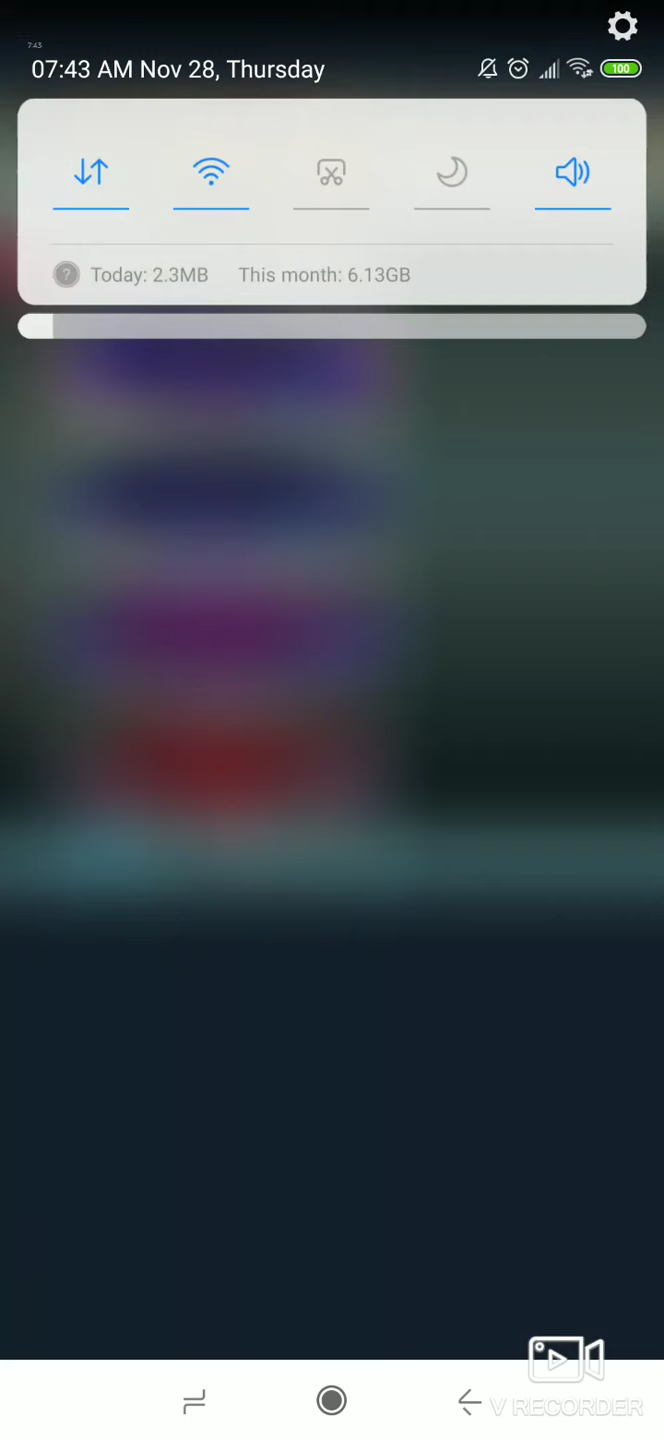 7:43
07:43 AM Nov 28, Thursday
100
Today: 2.3MB This month: 6.13GB
V RECORDER